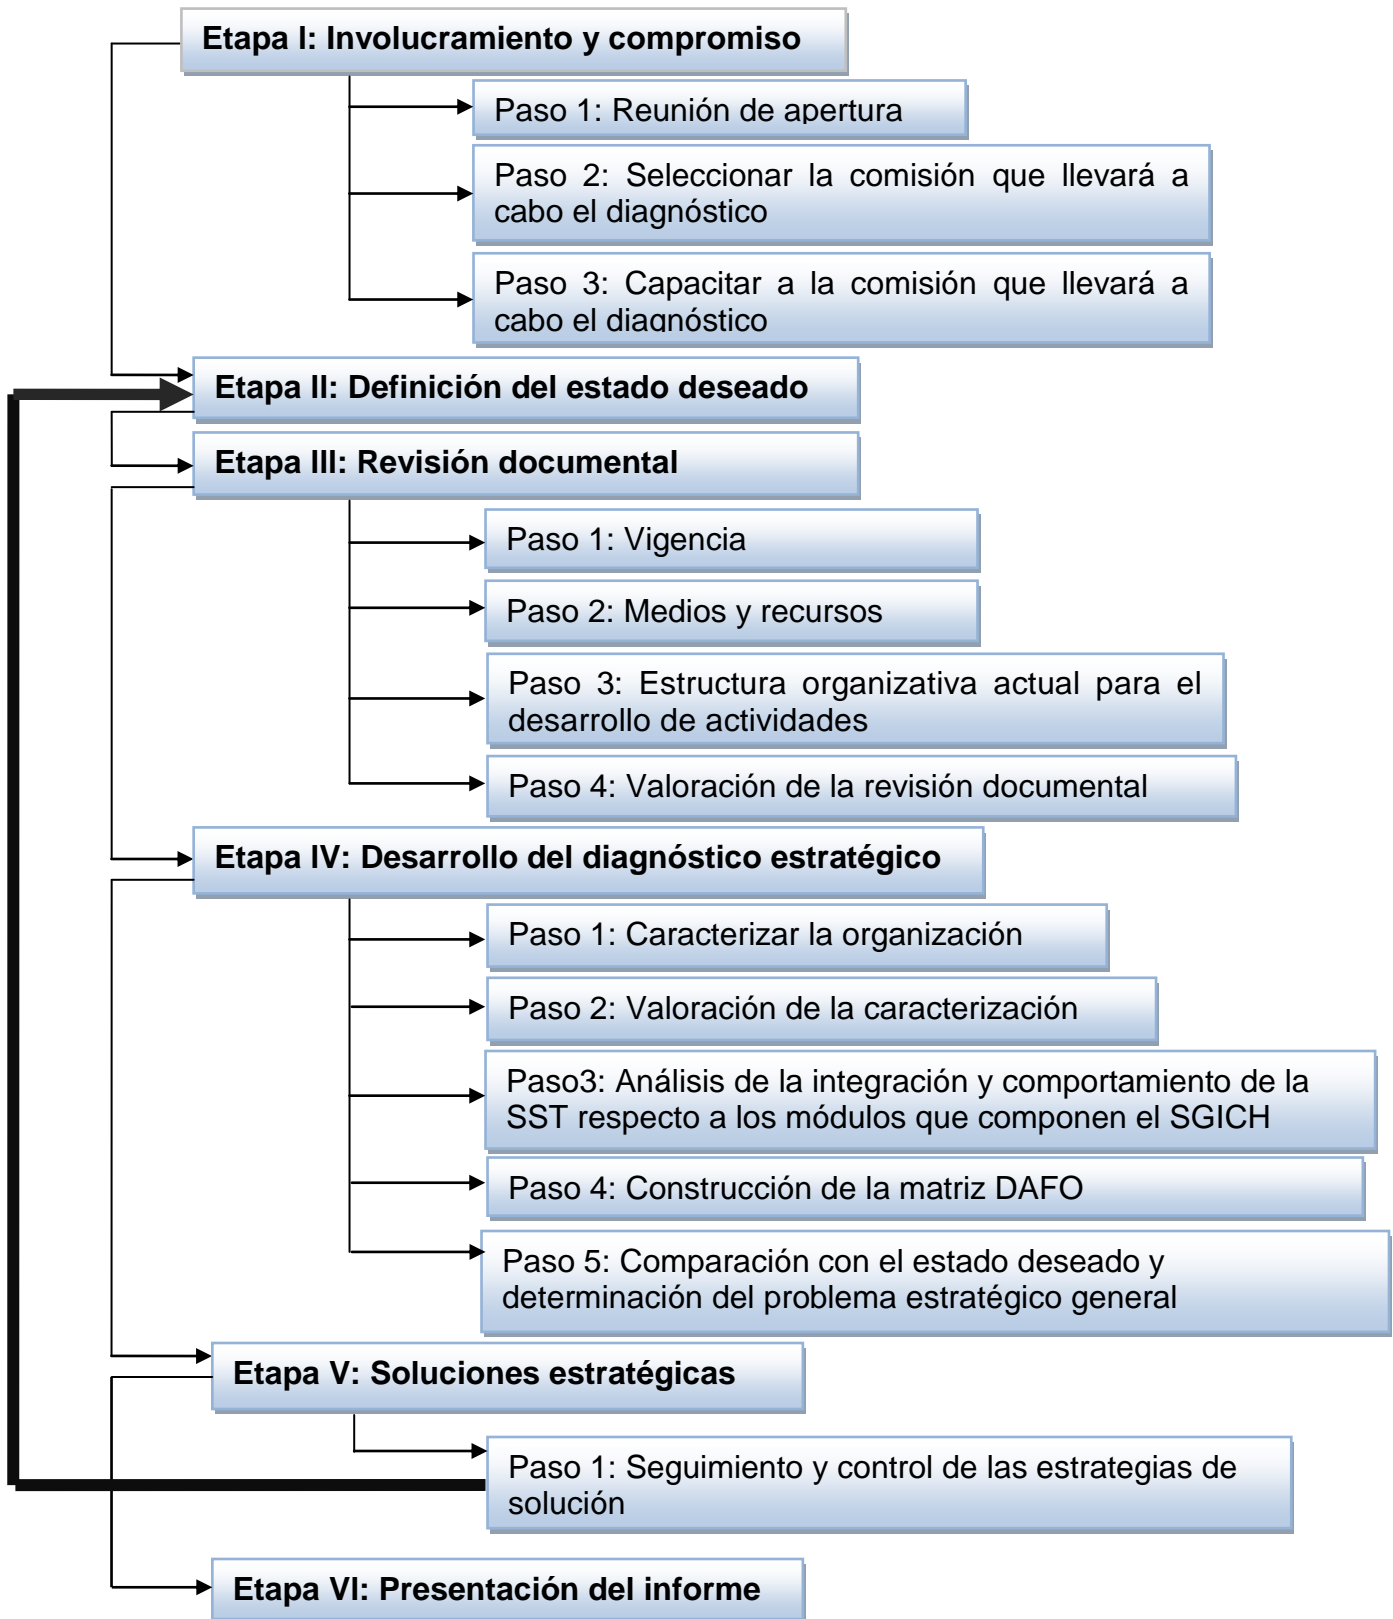 Etapa I: Involucramiento y compromiso
Paso 1: Reunión de apertura
Paso 2: Seleccionar la comisión que llevará a
cabo el diagnóstico
Paso 3: Capacitar a la comisión que llevará a
cabo el diagnóstico
Etapa II: Definición del estado deseado
Etapa III: Revisión documental
Paso 1: Vigencia
Paso 2: Medios y recursos
Paso 3: Estructura organizativa actual para el
desarrollo de actividades
Paso 4: Valoración de la revisión documental
Etapa IV: Desarrollo del diagnóstico estratégico
Paso 1: Caracterizar la organización
Paso 2: Valoración de la caracterización
Paso3: Análisis de la integración y comportamiento de la
SST respecto a los módulos que componen el SGICH
Paso 4: Construcción de la matriz DAFO
Paso 5: Comparación con el estado deseado y
determinación del problema estratégico general
Etapa V: Soluciones estratégicas
Paso 1: Seguimiento y control de las estrategias de
solución
Etapa VI: Presentación del informe